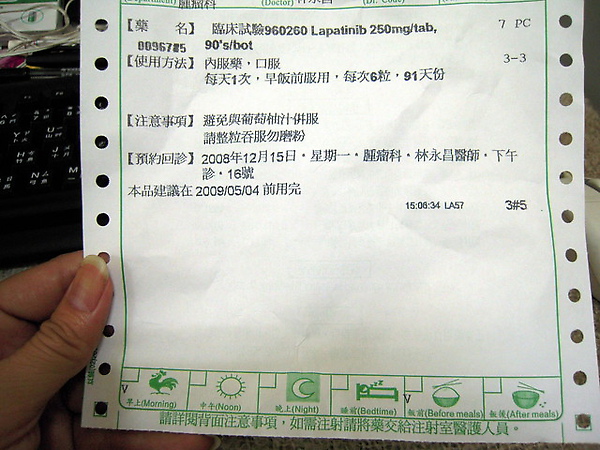 (Department) 腫瘤科 (Doctor) (Dr. Code)
【藥 名】 臨床試驗960260 Lapatinib 250mg/tab, 7 PC
0096785 90's/bot
【使用方法】 內服藥，口服 3-3
每天1次，早飯前服用，每次6粒，91天份
【注意事項】 避免與葡萄柚汁併服
請整粒吞服勿磨粉
【預約回診】 2008年12月15日，星期一，腫瘤科，林永昌醫師，下午
診，16號
本品建議在 2009/05/04 前用完
15:06:34 LA57 3#5
V V
早上(Morning) 中午(Noon) 晚上(Night) 睡前(Bedtime) 飯前(Before meals) 飯後(After meals)
請詳閱背面注意事項，如需注射請將藥交給注射室醫護人員。